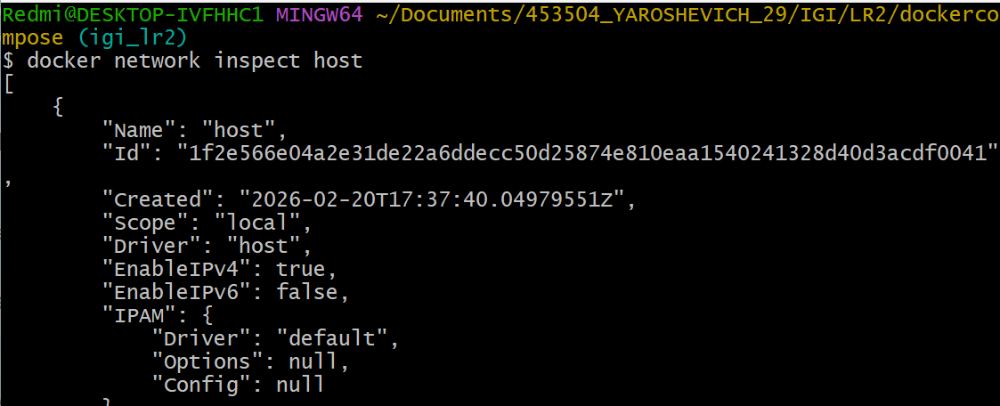 Redmi@DESKTOP-IVFHHC1 MINGW64 ~/Documents/453504_YAROSHEVICH_29/IGI/LR2/dockerco
mpose (igi_lr2)
$ docker network inspect host
[
    {
        "Name": "host",
        "Id": "1f2e566e04a2e31de22a6ddecc50d25874e810eaa1540241328d40d3acdf0041"
,
        "Created": "2026-02-20T17:37:40.04979551Z",
        "Scope": "local",
        "Driver": "host",
        "EnableIPv4": true,
        "EnableIPv6": false,
        "IPAM": {
            "Driver": "default",
            "Options": null,
            "Config": null